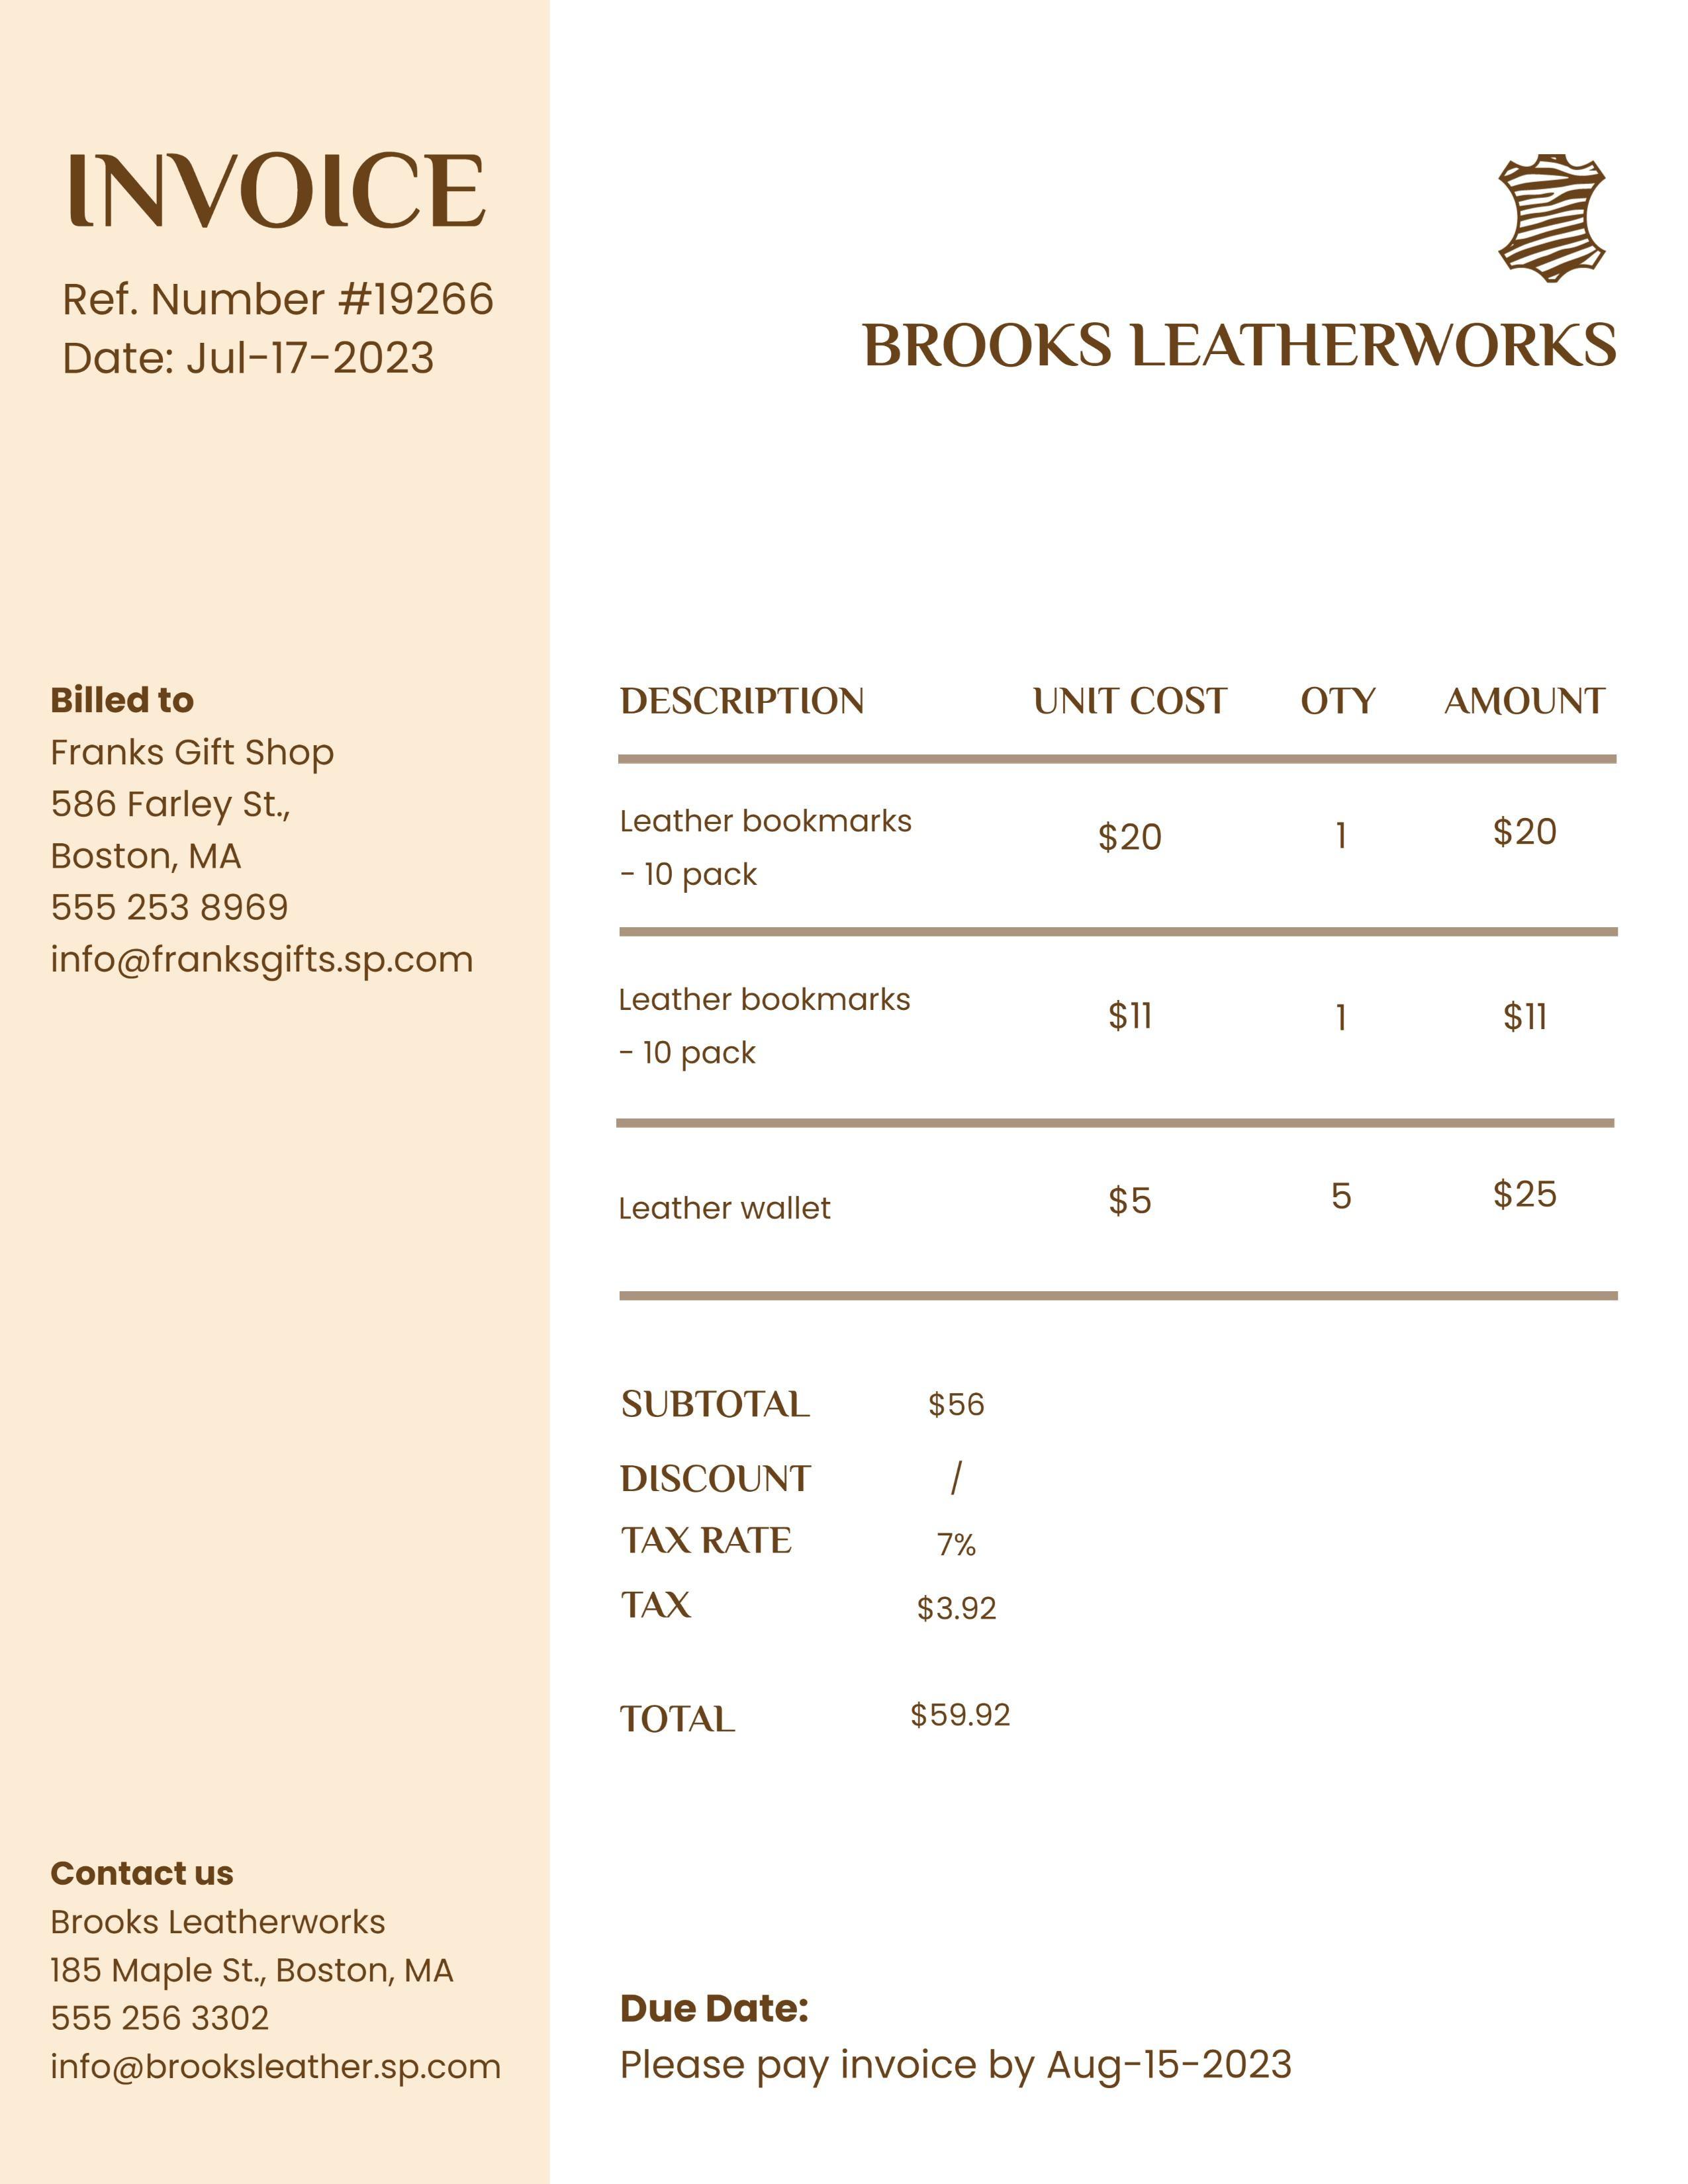 INVOICE
Ref. Number #19266
Date: Jul-17-2023
BROOKS LEATHERWORKS
Billed to
Franks Gift Shop
586 Farley St.,
Boston, MA
555 253 8969
info@franksgifts.sp.com
DESCRIPTION UNIT COST OTY AMOUNT
Leather bookmarks
- 10 pack $20 1 $20
Leather bookmarks
- 10 pack $11 1 $11
Leather wallet $5 5 $25
SUBTOTAL $56
DISCOUNT /
TAX RATE 7%
TAX $3.92
TOTAL $59.92
Contact us
Brooks Leatherworks
185 Maple St., Boston, MA
555 256 3302
info@brooksleather.sp.com
Due Date:
Please pay invoice by Aug-15-2023